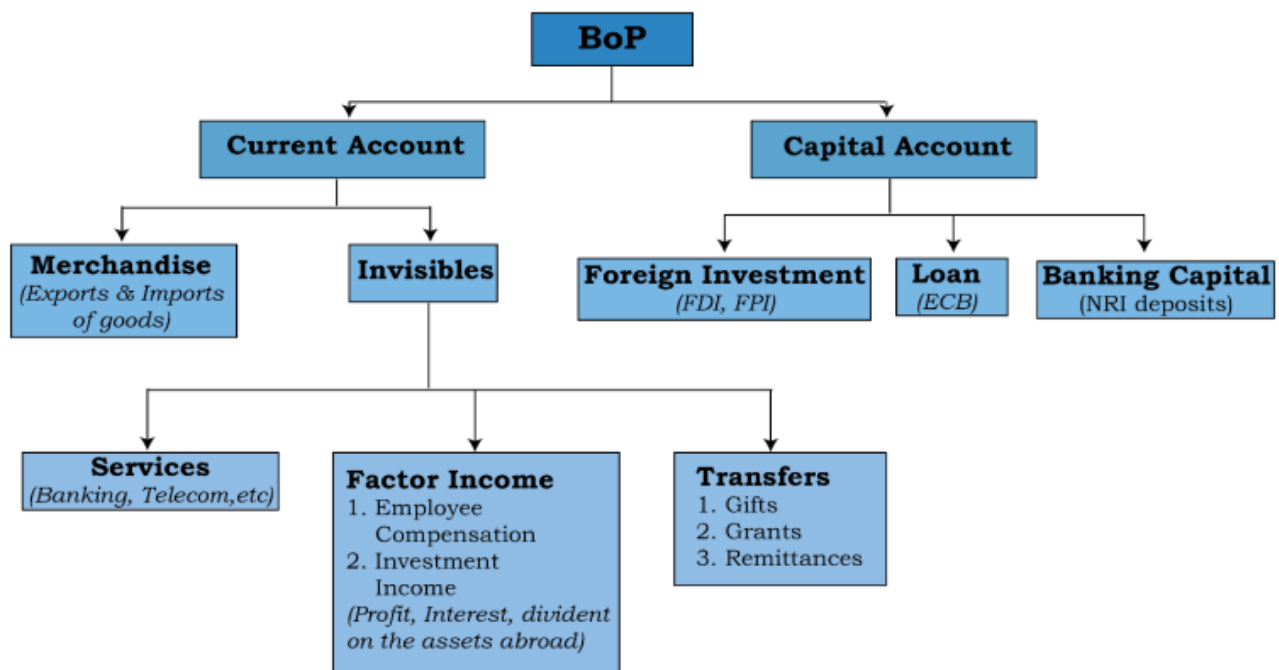 BoP
Current Account
Capital Account
Merchandise
(Exports & Imports
of goods)
Invisibles
Foreign Investment
(FDI, FPI)
Loan
(ECB)
Banking Capital
(NRI deposits)
Services
(Banking, Telecom,etc)
Factor Income
1. Employee
Compensation
2. Investment
Income
(Profit, Interest, divident
on the assets abroad)
Transfers
1. Gifts
2. Grants
3. Remittances